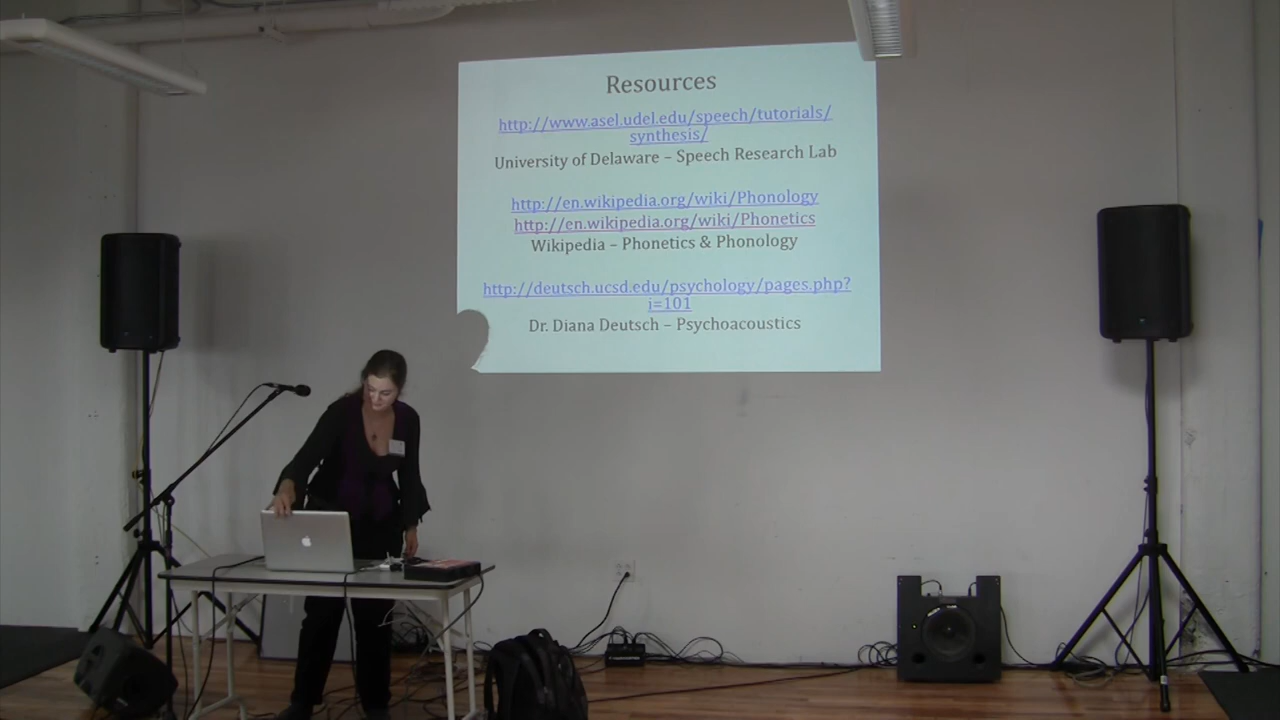 Resources
http://www.asel.udel.edu/speech/tutorials/
synthesis/
University of Delaware – Speech Research Lab
http://en.wikipedia.org/wiki/Phonology
http://en.wikipedia.org/wiki/Phonetics
Wikipedia – Phonetics & Phonology
http://deutsch.ucsd.edu/psychology/pages.php?
i=101
Dr. Diana Deutsch – Psychoacoustics